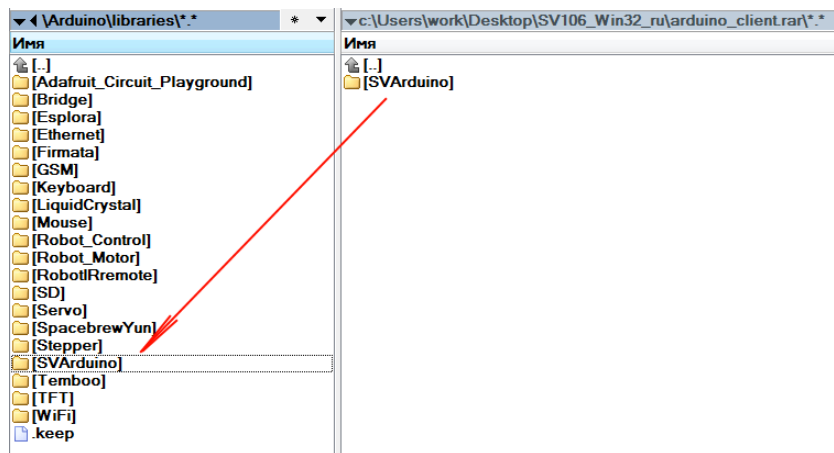 \Arduino\libraries\*.*
*
Имя
[..]
[Adafruit_Circuit_Playground]
[Bridge]
[Esplora]
[Ethernet]
[Firmata]
[GSM]
[Keyboard]
[LiquidCrystal]
[Mouse]
[Robot_Control]
[Robot_Motor]
[RobotIRremote]
[SD]
[Servo]
[SpacebrewYun]
[Stepper]
[SVArduino]
[Temboo]
[TFT]
[WiFi]
.keep
c:\Users\work\Desktop\SV106_Win32_ru\arduino_client.rar\*.*
Имя
[..]
[SVArduino]